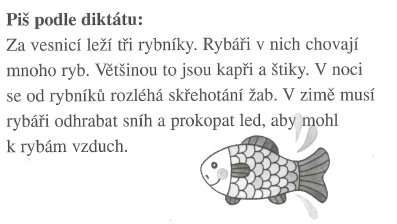 Piš podle diktátu:
Za vesnicí leží tři rybníky. Rybáři v nich chovají
mnoho ryb. Většinou to jsou kapři a štiky. V noci
se od rybníků rozléhá skřehotání žab. V zimě musí
rybáři odhrabat sníh a prokopat led, aby mohl
k rybám vzduch.